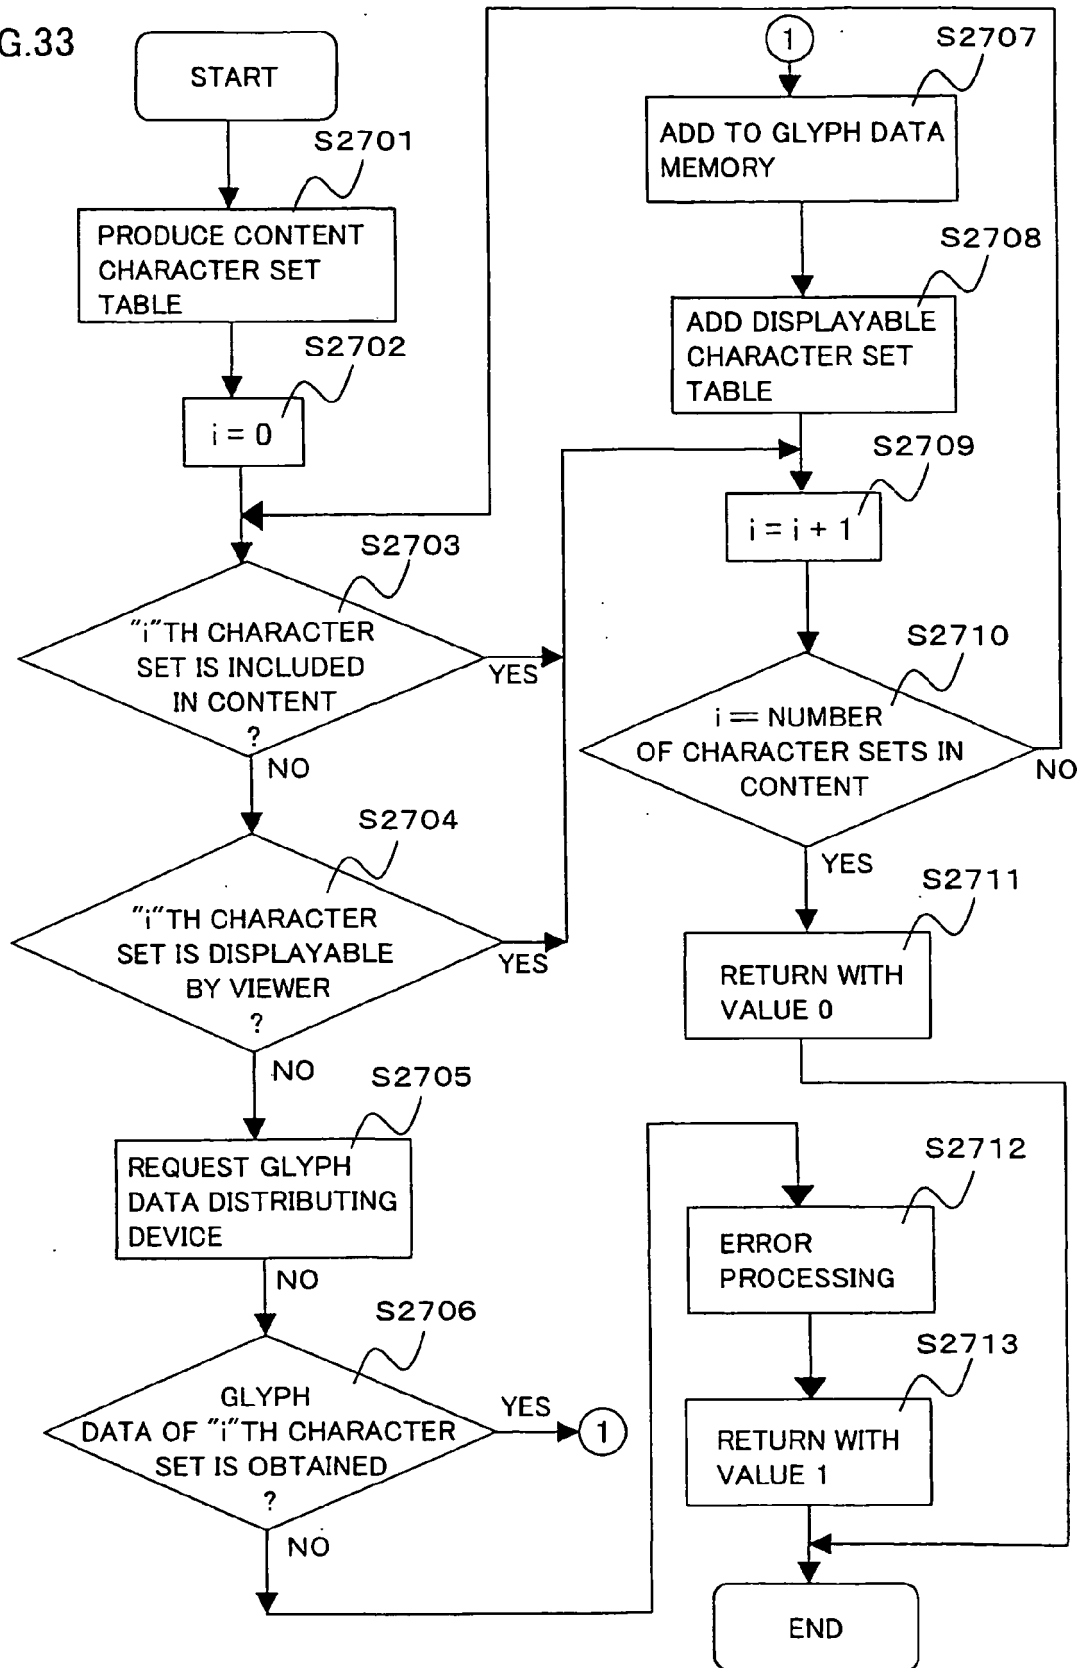 G.33
START
S2701
PRODUCE CONTENT
CHARACTER SET
TABLE
S2702
i = 0
S2703
"i"TH CHARACTER
SET IS INCLUDED
IN CONTENT
?
YES
NO
S2704
"i"TH CHARACTER
SET IS DISPLAYABLE
BY VIEWER
?
YES
NO
S2705
REQUEST GLYPH
DATA DISTRIBUTING
DEVICE
NO
S2706
GLYPH
DATA OF "i"TH CHARACTER
SET IS OBTAINED
?
YES
1
NO
1
S2707
ADD TO GLYPH DATA
MEMORY
S2708
ADD DISPLAYABLE
CHARACTER SET
TABLE
S2709
i = i + 1
S2710
i == NUMBER
OF CHARACTER SETS IN
CONTENT
NO
YES
S2711
RETURN WITH
VALUE 0
S2712
ERROR
PROCESSING
S2713
RETURN WITH
VALUE 1
END